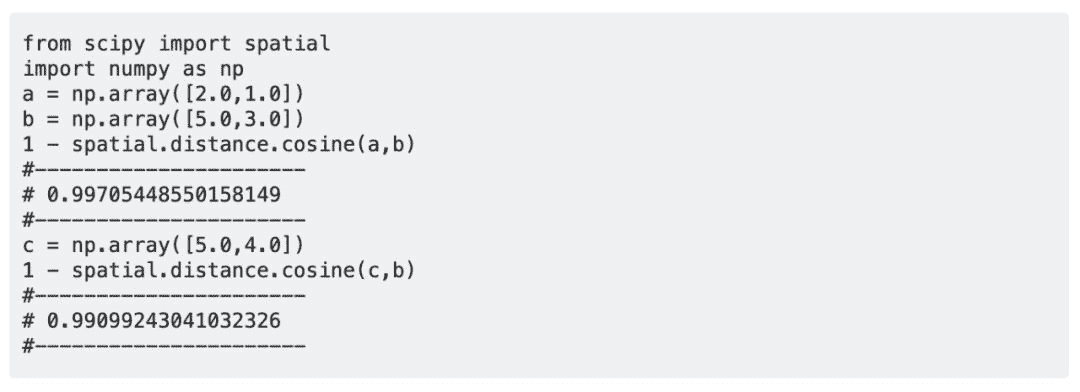 from scipy import spatial
import numpy as np
a = np.array([2.0,1.0])
b = np.array([5.0,3.0])
1 - spatial.distance.cosine(a,b)
#----------------------
# 0.99705448550158149
#----------------------
c = np.array([5.0,4.0])
1 - spatial.distance.cosine(c,b)
#----------------------
# 0.99099243041032326
#----------------------